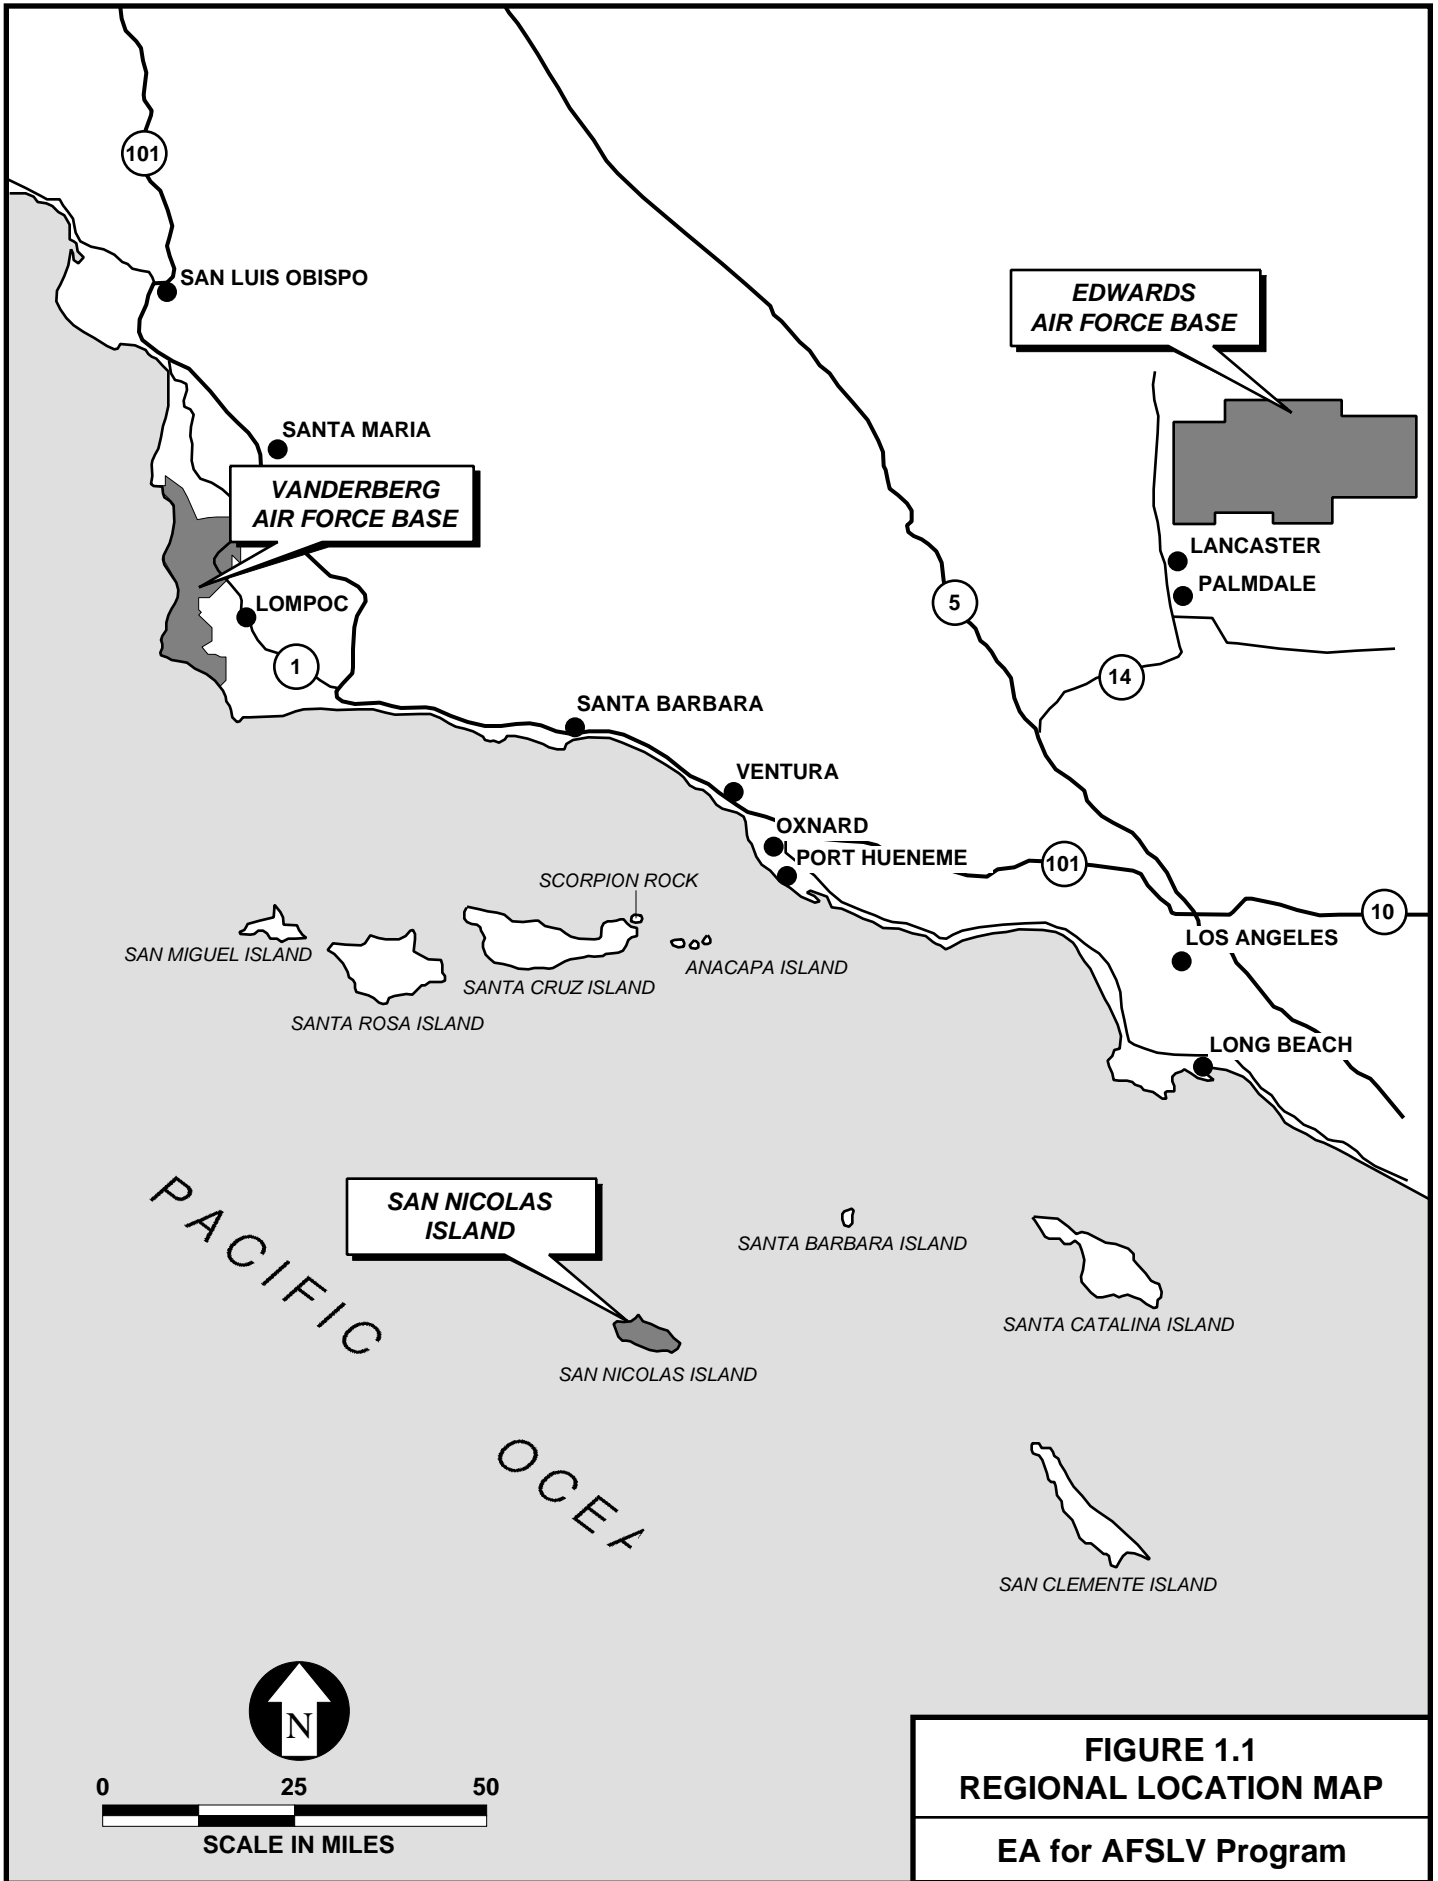 101
SAN LUIS OBISPO
EDWARDS
AIR FORCE BASE
SANTA MARIA
VANDERBERG
AIR FORCE BASE
LANCASTER
PALMDALE
5
LOMPOC
1
14
SANTA BARBARA
VENTURA
OXNARD
PORT HUENEME
101
SCORPION ROCK
10
LOS ANGELES
SAN MIGUEL ISLAND
ANACAPA ISLAND
SANTA CRUZ ISLAND
SANTA ROSA ISLAND
LONG BEACH
PACIFIC
SAN NICOLAS
ISLAND
SANTA BARBARA ISLAND
SANTA CATALINA ISLAND
SAN NICOLAS ISLAND
OCEA
SAN CLEMENTE ISLAND
N
0 25 50
SCALE IN MILES
FIGURE 1.1
REGIONAL LOCATION MAP
EA for AFSLV Program